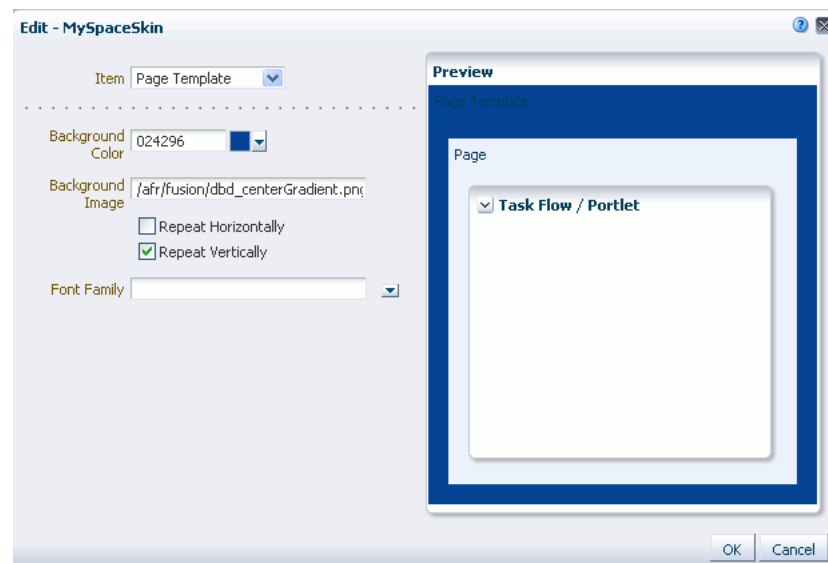 Edit - MySpaceSkin
Item Page Template
Background Color 024296
Background Image /afr/fusion/dbd_centerGradient.png
Repeat Horizontally
Repeat Vertically
Font Family
Preview
Page Template
Page
Task Flow / Portlet
OK Cancel